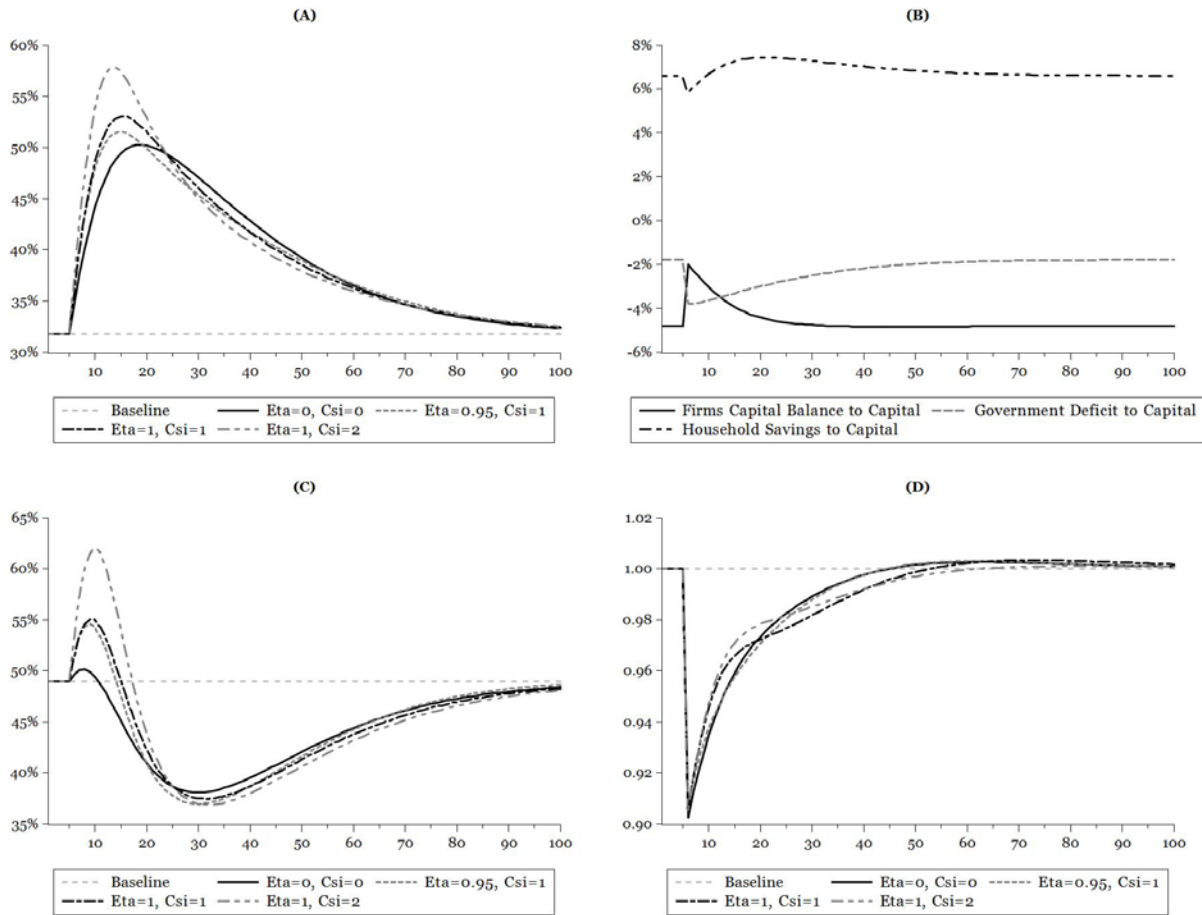 (A)
60%
55%
50%
45%
40%
35%
30%
10 20 30 40 50 60 70 80 90 100
Baseline Eta=0, Csi=0 Eta=0.95, Csi=1
Eta=1, Csi=1 Eta=1, Csi=2
(B)
8%
6%
4%
2%
0%
-2%
-4%
-6%
10 20 30 40 50 60 70 80 90 100
Firms Capital Balance to Capital Government Deficit to Capital
Household Savings to Capital
(C)
65%
60%
55%
50%
45%
40%
35%
10 20 30 40 50 60 70 80 90 100
Baseline Eta=0, Csi=0 Eta=0.95, Csi=1
Eta=1, Csi=1 Eta=1, Csi=2
(D)
1.02
1.00
0.98
0.96
0.94
0.92
0.90
10 20 30 40 50 60 70 80 90 100
Baseline Eta=0, Csi=0 Eta=0.95, Csi=1
Eta=1, Csi=1 Eta=1, Csi=2